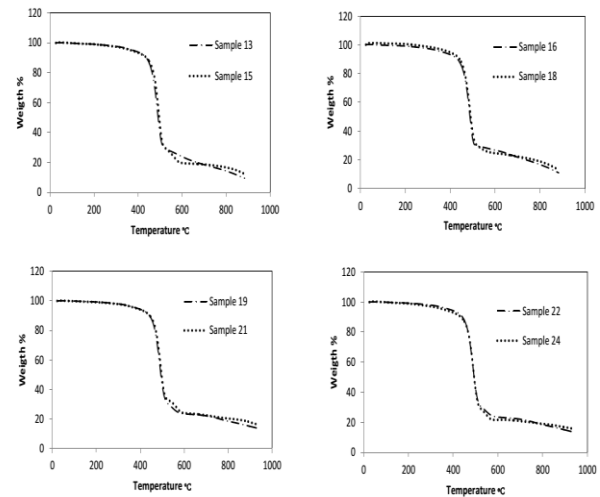 120
100
80
60
40
20
0
Weigth %
Sample 13
Sample 15
0 200 400 600 800 1000
Temperature °C
120
100
80
60
40
20
0
Weigth %
Sample 16
Sample 18
0 200 400 600 800 1000
Temperature °C
120
100
80
60
40
20
0
Weigth %
Sample 19
Sample 21
0 200 400 600 800 1000
Temperature °C
120
100
80
60
40
20
0
Weigth %
Sample 22
Sample 24
0 200 400 600 800 1000
Temperature °C